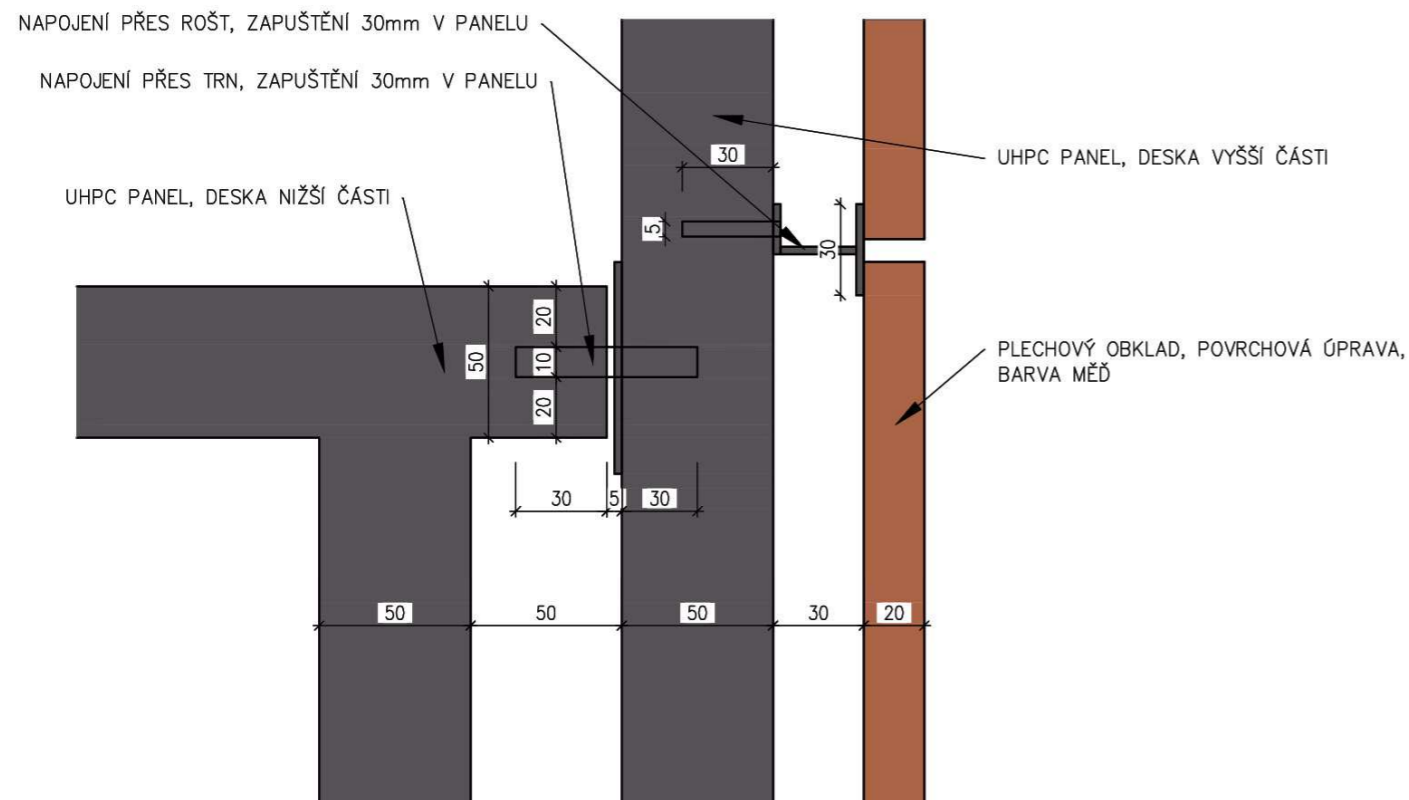 NAPOJENÍ PŘES ROŠT, ZAPUŠTĚNÍ 30mm V PANELU
NAPOJENÍ PŘES TRN, ZAPUŠTĚNÍ 30mm V PANELU
UHPC PANEL, DESKA VYŠŠÍ ČÁSTI
30
UHPC PANEL, DESKA NIŽŠÍ ČÁSTI
5
30
20
50
10
20
PLECHOVÝ OBKLAD, POVRCHOVÁ ÚPRAVA,
BARVA MĚĎ
30
5
30
50
50
50
30
20